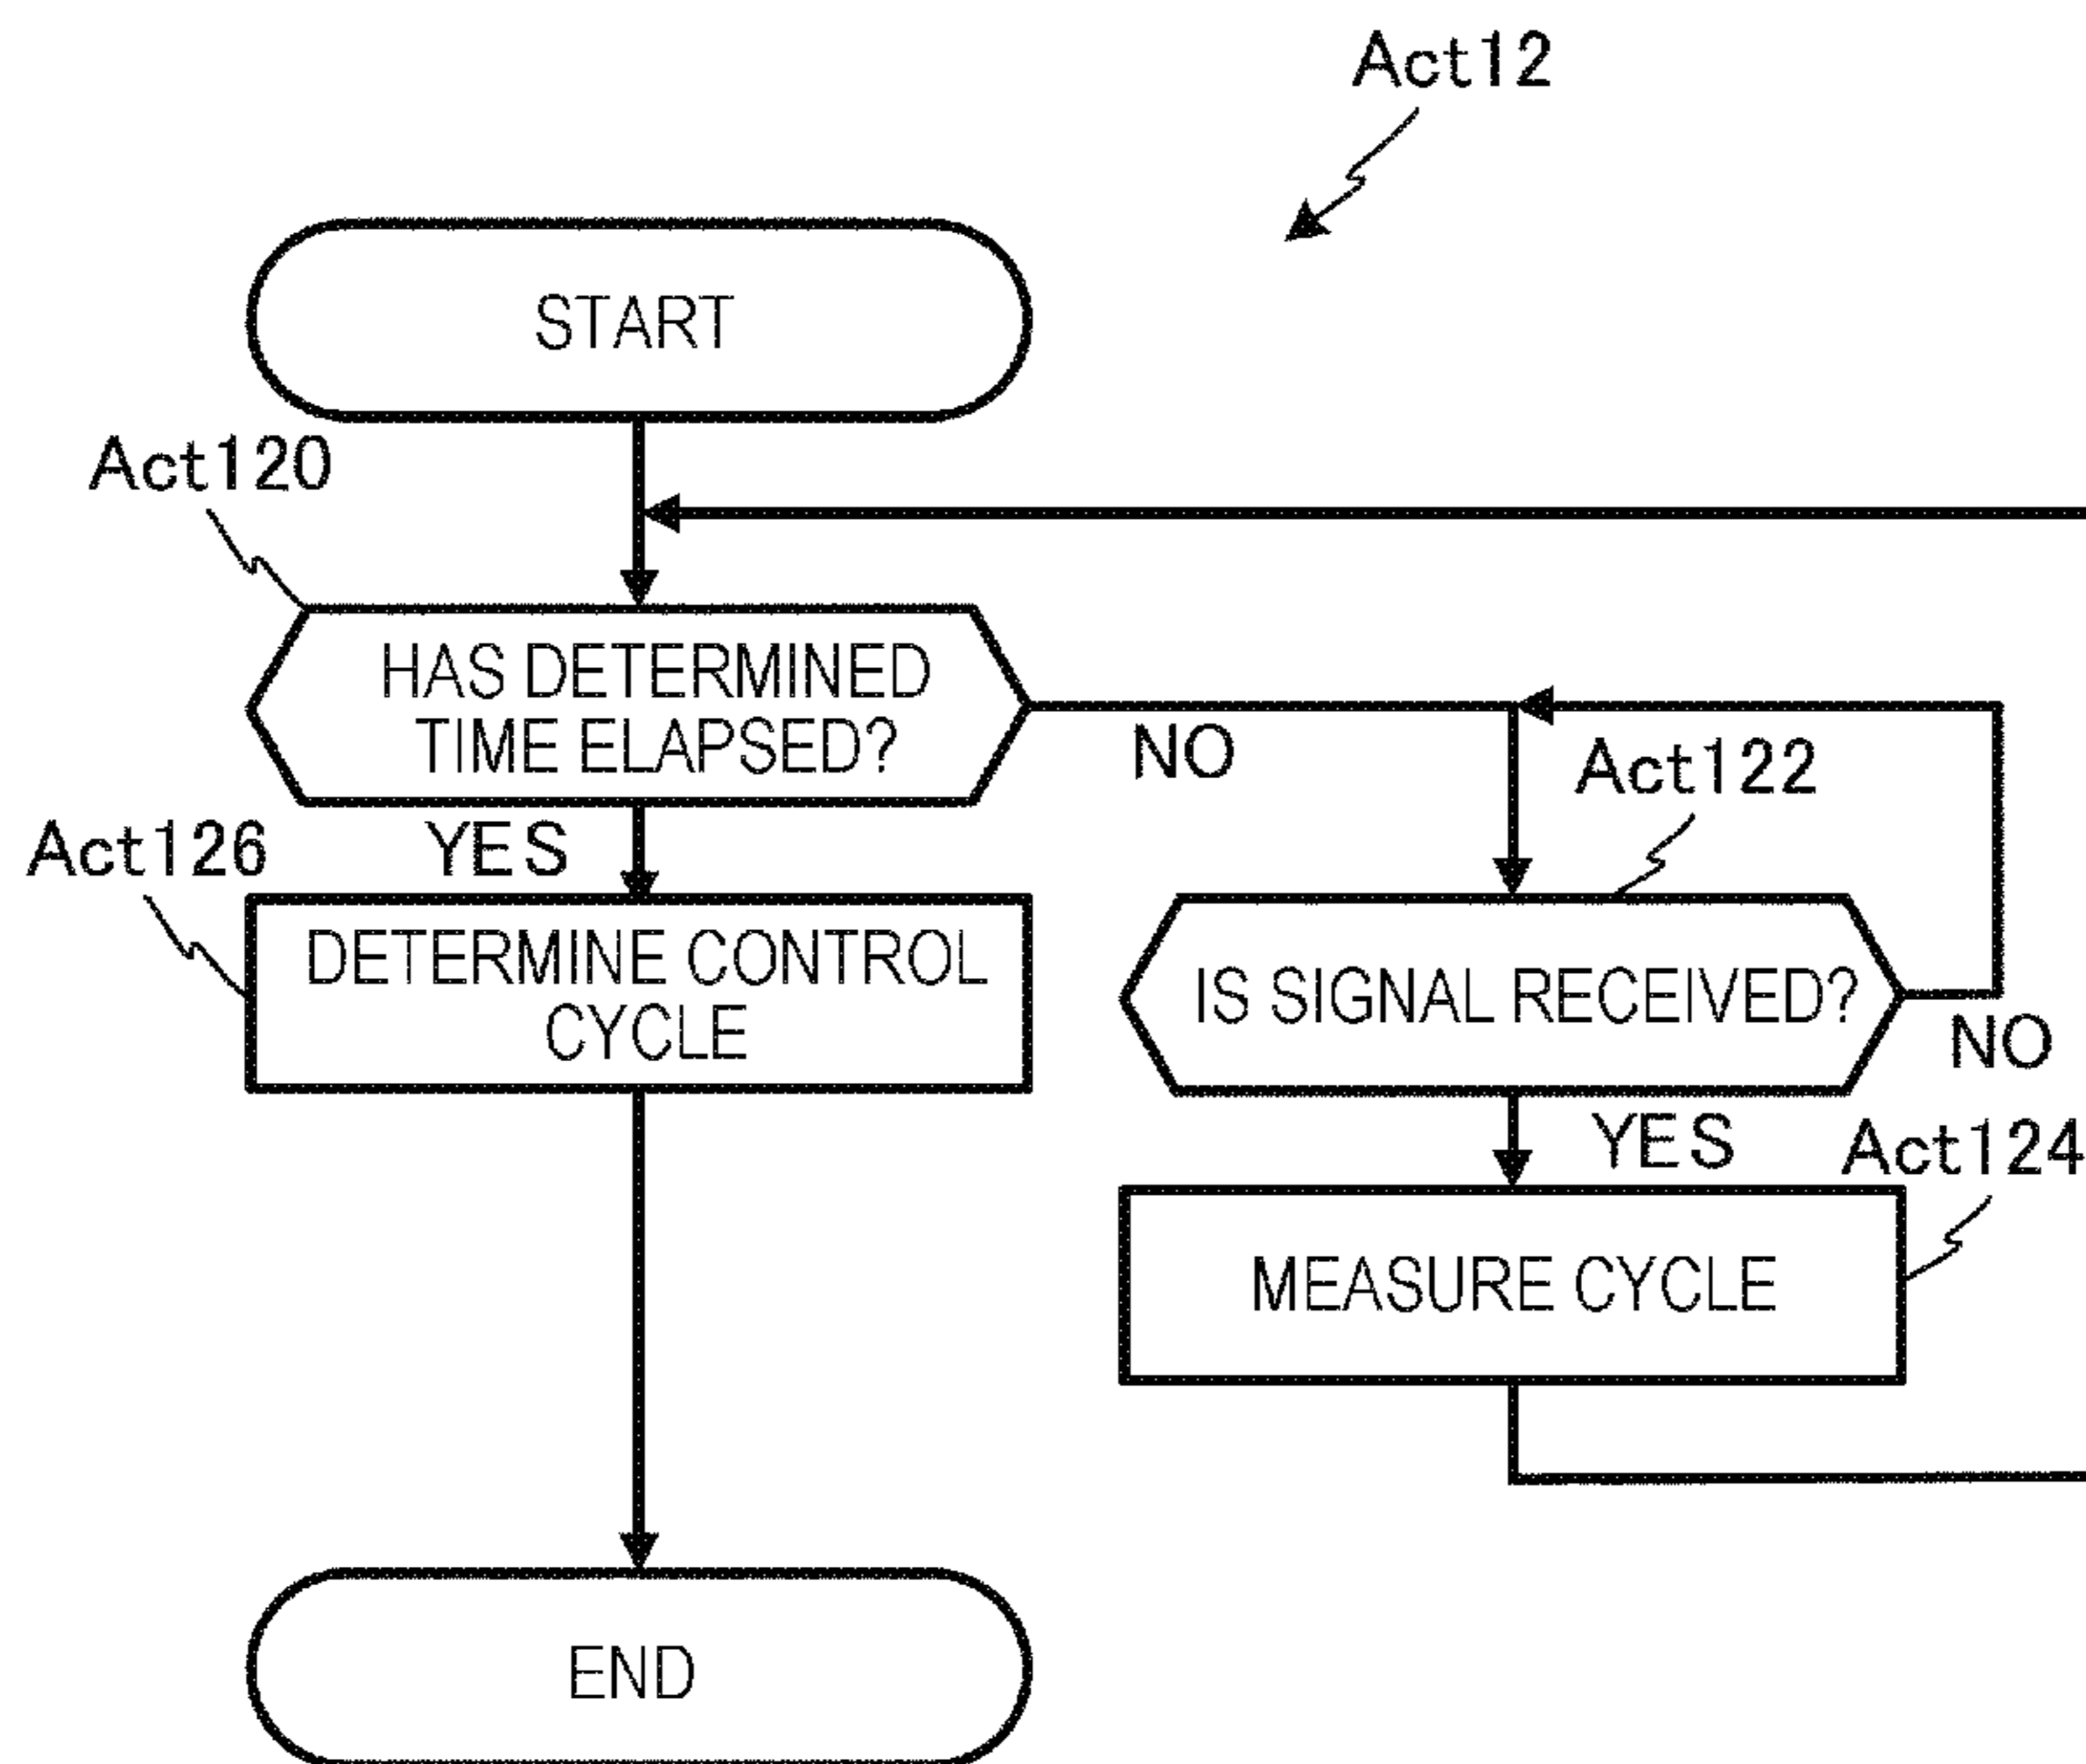 Act12
START
Act120
HAS DETERMINED
TIME ELAPSED?
NO
Act122
Act126
YES
DETERMINE CONTROL
CYCLE
IS SIGNAL RECEIVED?
NO
YES
Act124
MEASURE CYCLE
END